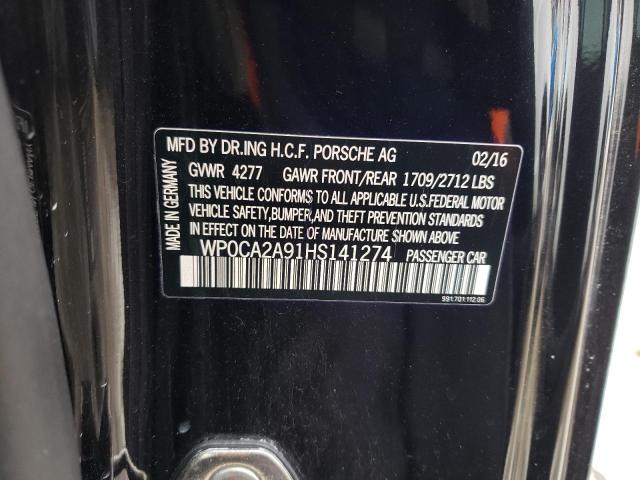 MFD BY DR.ING H.C.F. PORSCHE AG 02/16
GVWR 4277 GAWR FRONT/REAR 1709/2712 LBS
THIS VEHICLE CONFORMS TO ALL APPLICABLE U.S.FEDERAL MOTOR
VEHICLE SAFETY,BUMPER,AND THEFT PREVENTION STANDARDS
IN EFFECT ON THE DATE OF MANUFACTURE SHOWN ABOVE.
WP0CA2A91HS141274 PASSENGER CAR
991.701.112.06
MADE IN GERMANY